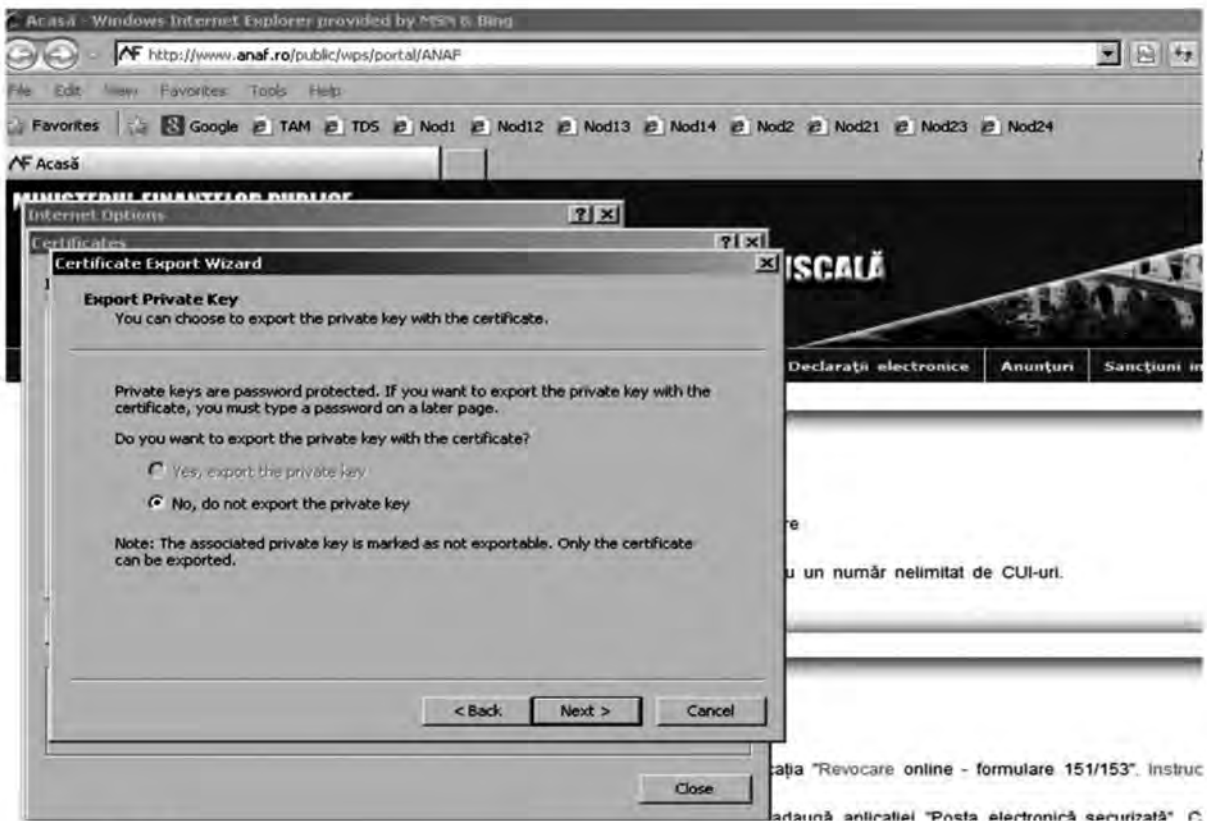 Acasă - Windows Internet Explorer provided by MSN & Bing
http://www.anaf.ro/public/wps/portal/ANAF
File Edit View Favorites Tools Help
Favorites Google TAM TDS Nod1 Nod12 Nod13 Nod14 Nod2 Nod21 Nod23 Nod24
Acasă
MINISTERUL FINANTELOR PUBLICE
Internet Options
Certificates
Certificate Export Wizard
ISCALĂ
Export Private Key
You can choose to export the private key with the certificate.
Declaraţii electronice Anunţuri Sancţiuni in
Private keys are password protected. If you want to export the private key with the
certificate, you must type a password on a later page.
Do you want to export the private key with the certificate?
Yes, export the private key
No, do not export the private key
re
Note: The associated private key is marked as not exportable. Only the certificate
can be exported.
u un număr nelimitat de CUI-uri.
< Back Next > Cancel
caţia "Revocare online - formulare 151/153". Instruc
Close
adaugă aplicaţiei "Posta electronică securizată". C